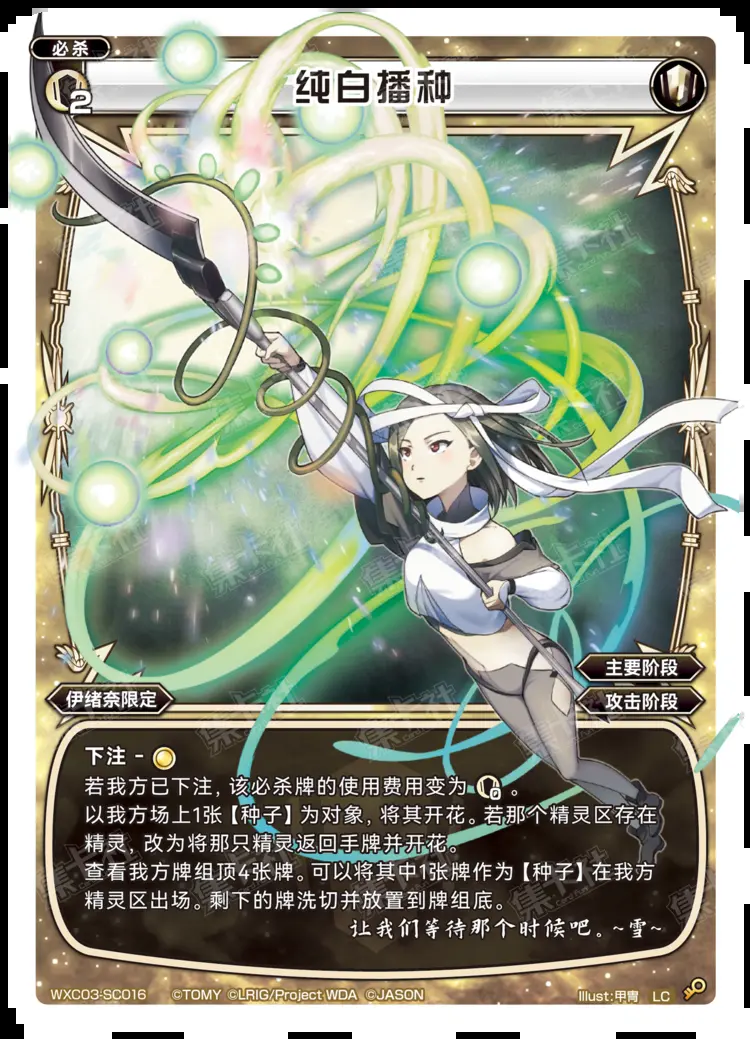 必杀
2
纯白播种
主要阶段
伊绪奈限定
攻击阶段
下注 -
若我方已下注，该必杀牌的使用费用变为 0 。
以我方场上1张【种子】为对象，将其开花。若那个精灵区存在
精灵，改为将那只精灵返回手牌并开花。
查看我方牌组顶4张牌。可以将其中1张牌作为【种子】在我方
精灵区出场。剩下的牌洗切并放置到牌组底。
让我们等待那个时候吧。~雪~
WXC03-SC016 ©TOMY ©LRIG/Project WDA ©JASON Illust:甲冑 LC
集卡社